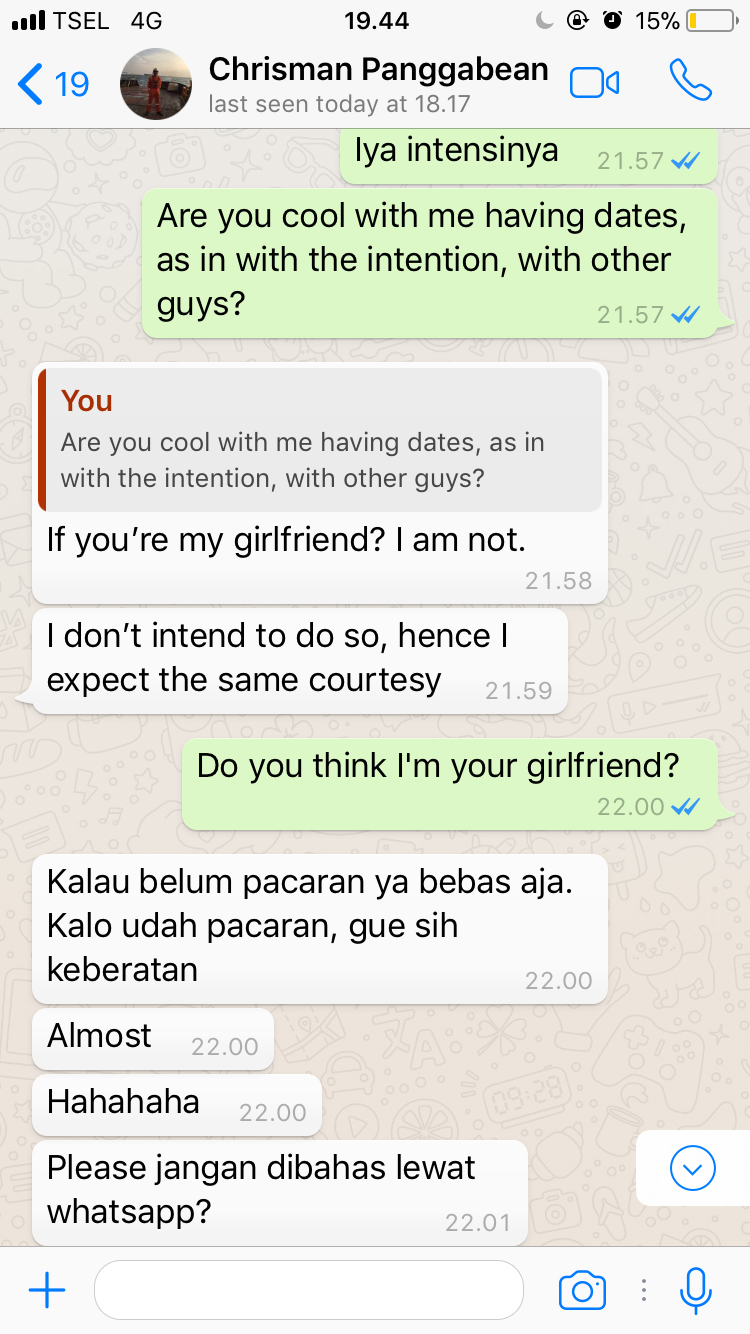 TSEL 4G 19.44 15%
19 Chrisman Panggabean
last seen today at 18.17
Iya intensinya 21.57
Are you cool with me having dates,
as in with the intention, with other
guys? 21.57
You
Are you cool with me having dates, as in
with the intention, with other guys?
If you’re my girlfriend? I am not.
21.58
I don’t intend to do so, hence I
expect the same courtesy 21.59
Do you think I'm your girlfriend?
22.00
Kalau belum pacaran ya bebas aja.
Kalo udah pacaran, gue sih
keberatan 22.00
Almost 22.00
Hahahaha 22.00
Please jangan dibahas lewat
whatsapp? 22.01